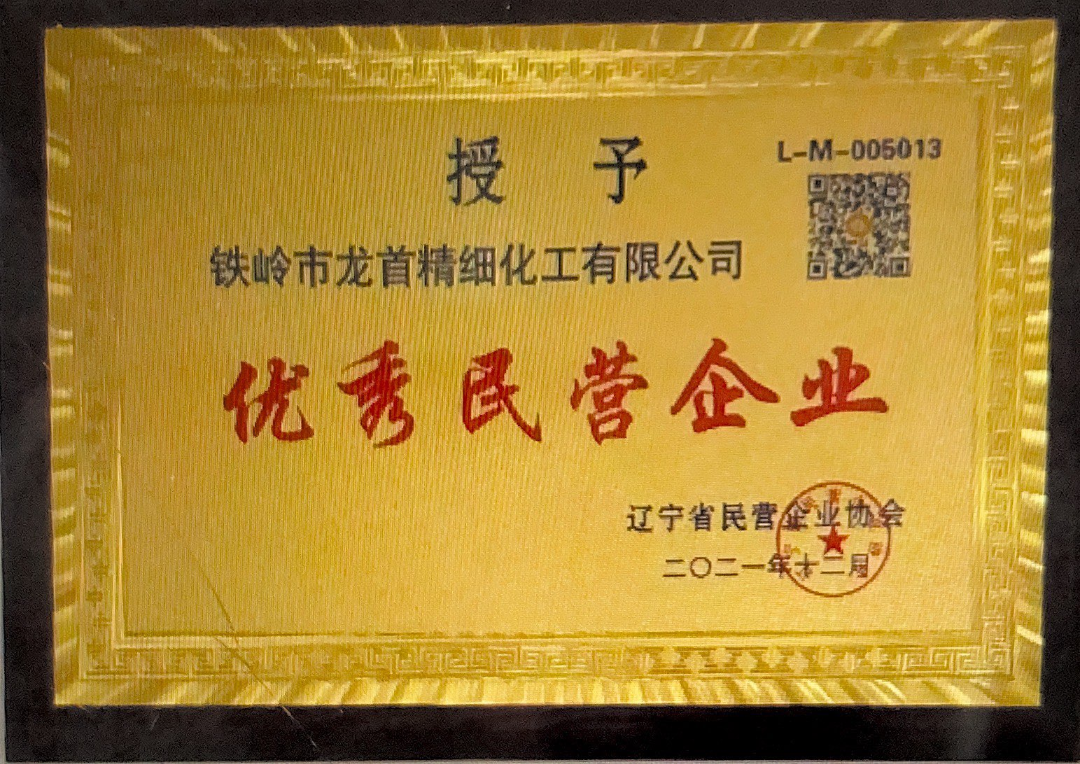 授予
L-M-005013
铁岭市龙首精细化工有限公司
优秀民营企业
辽宁省民营企业协会
二〇二一年十二月